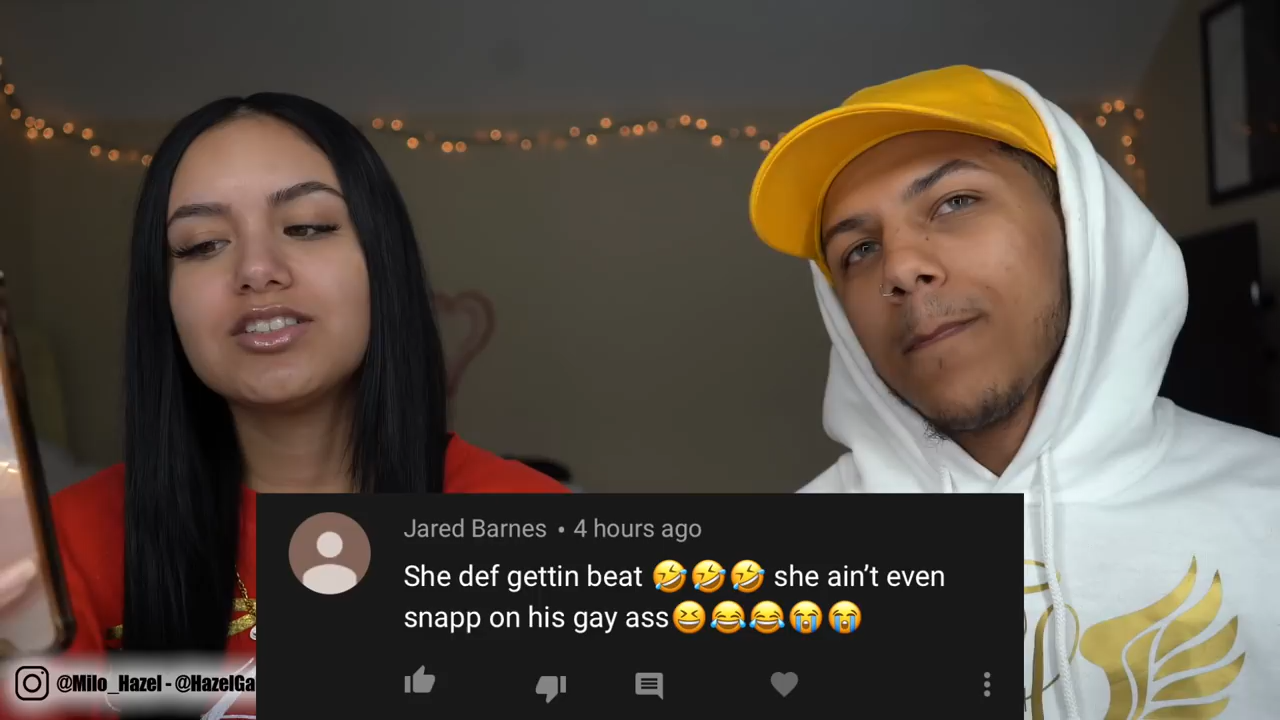 Jared Barnes • 4 hours ago
She def gettin beat 🤣🤣🤣 she ain’t even
snapp on his gay ass😆😂😂😭😭
@Milo_Hazel - @HazelGa